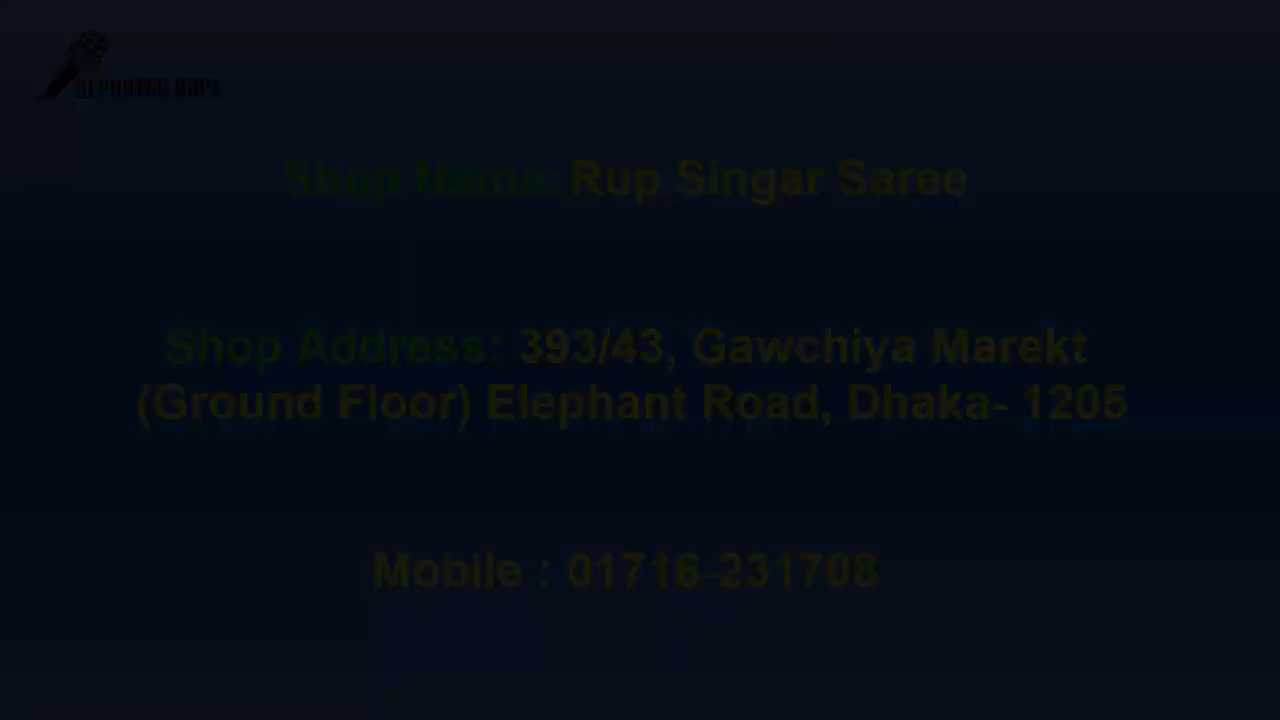 Shop Name: Rup Singar Saree
Shop Address: 393/43, Gawchiya Marekt
(Ground Floor) Elephant Road, Dhaka- 1205
Mobile : 01716-231708